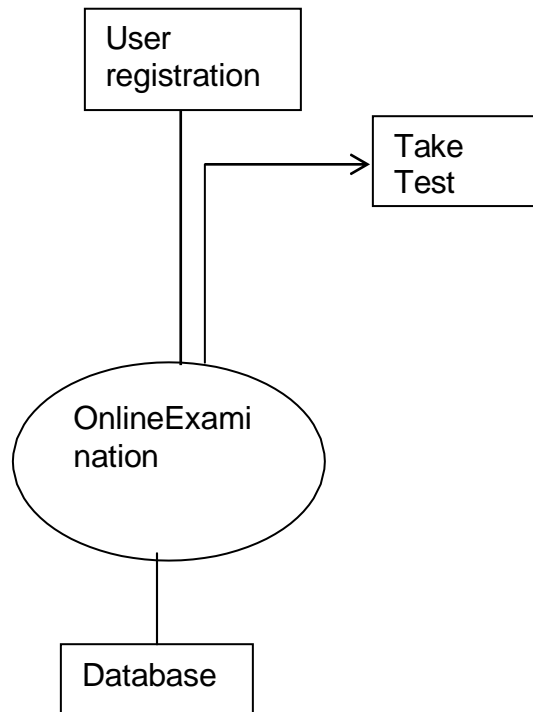 User
registration
Take
Test
OnlineExami
nation
Database